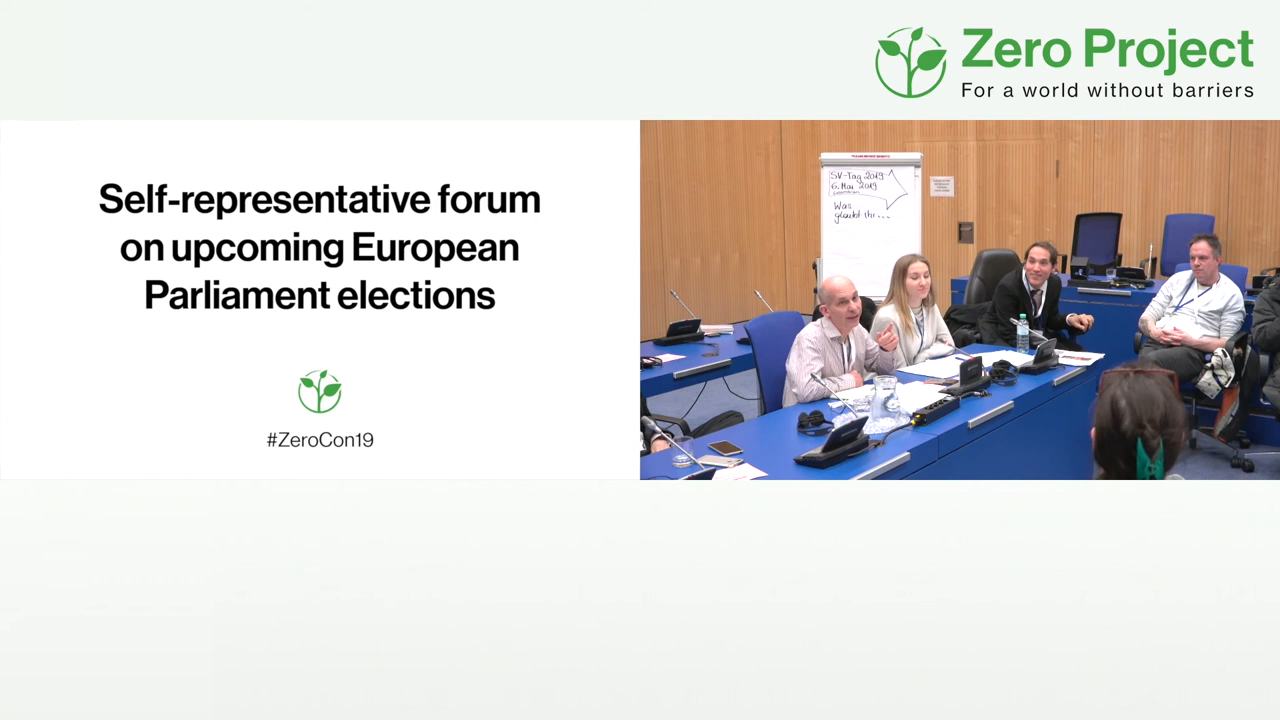 Zero Project
For a world without barriers
Self-representative forum
on upcoming European
Parliament elections
#ZeroCon19
SV-Tag 2019
6. Mai 2019
Was
glaubt ihr...